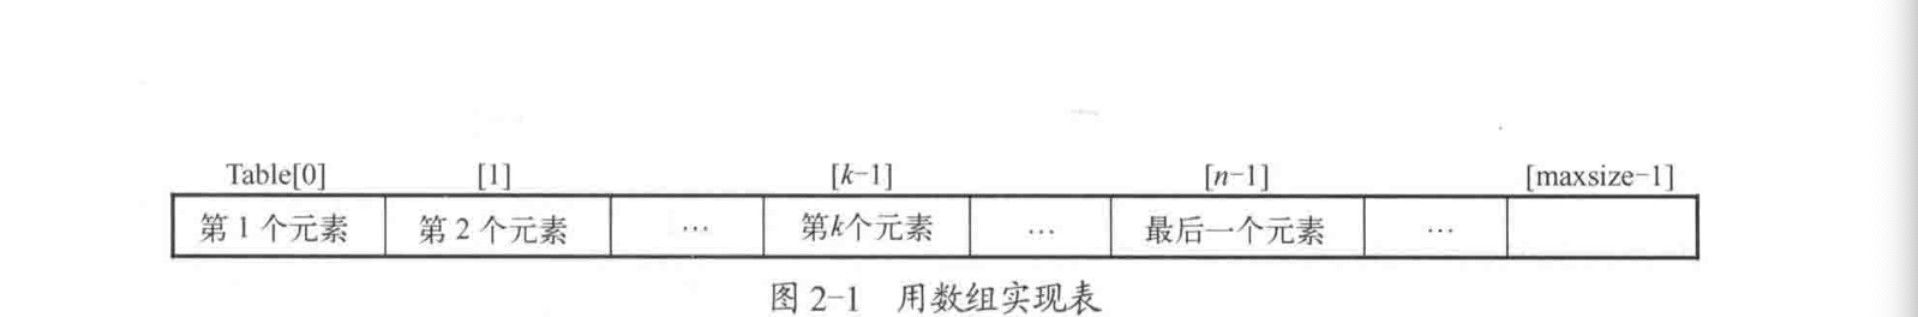 Table[0] [1] [k-1] [n-1] [maxsize-1]
第1个元素 第2个元素 … 第k个元素 … 最后一个元素 …
图 2-1 用数组实现表